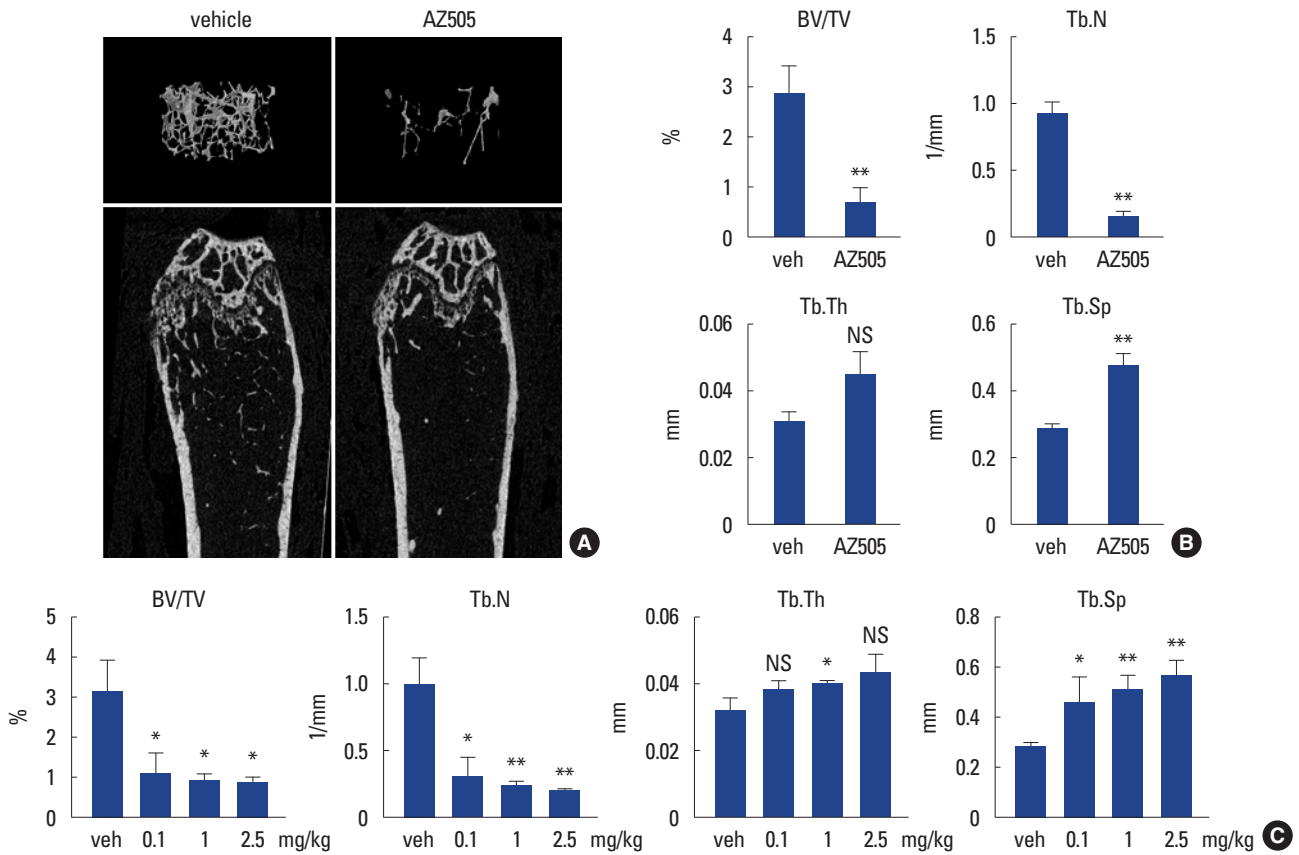 vehicle AZ505
A
BV/TV
4
3
2
1
0
%
**
veh AZ505
Tb.N
1.5
1.0
0.5
0
1/mm
**
veh AZ505
Tb.Th
0.06
0.04
0.02
0
mm
NS
veh AZ505
Tb.Sp
0.8
0.6
0.4
0.2
0
mm
**
veh AZ505
B
BV/TV
5
4
3
2
1
0
%
* * *
veh 0.1 1 2.5 mg/kg
Tb.N
1.5
1.0
0.5
0
1/mm
* ** **
veh 0.1 1 2.5 mg/kg
Tb.Th
0.06
0.04
0.02
0
mm
NS * NS
veh 0.1 1 2.5 mg/kg
Tb.Sp
0.8
0.6
0.4
0.2
0
mm
* ** **
veh 0.1 1 2.5 mg/kg
C